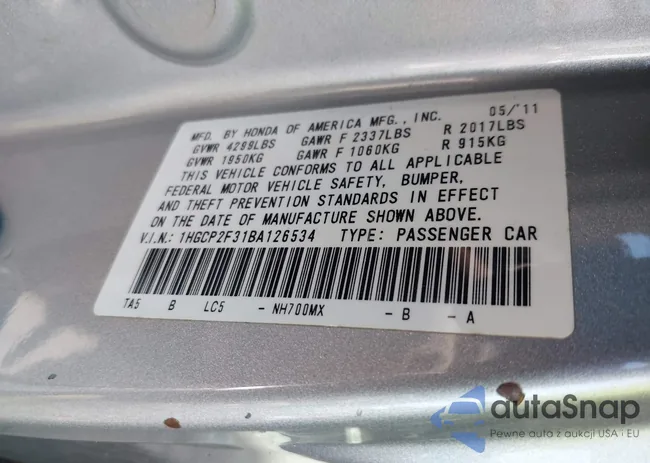 MFD. BY HONDA OF AMERICA MFG., INC. 05/'11
GVWR 4299LBS GAWR F 2337LBS R 2017LBS
GVWR 1950KG GAWR F 1060KG R 915KG
THIS VEHICLE CONFORMS TO ALL APPLICABLE
FEDERAL MOTOR VEHICLE SAFETY, BUMPER,
AND THEFT PREVENTION STANDARDS IN EFFECT
ON THE DATE OF MANUFACTURE SHOWN ABOVE.
V.I.N.: 1HGCP2F31BA126534 TYPE: PASSENGER CAR
TA5 B LC5 - NH700MX - B - A
autaSnap
Pewne auta z aukcji USA i EU